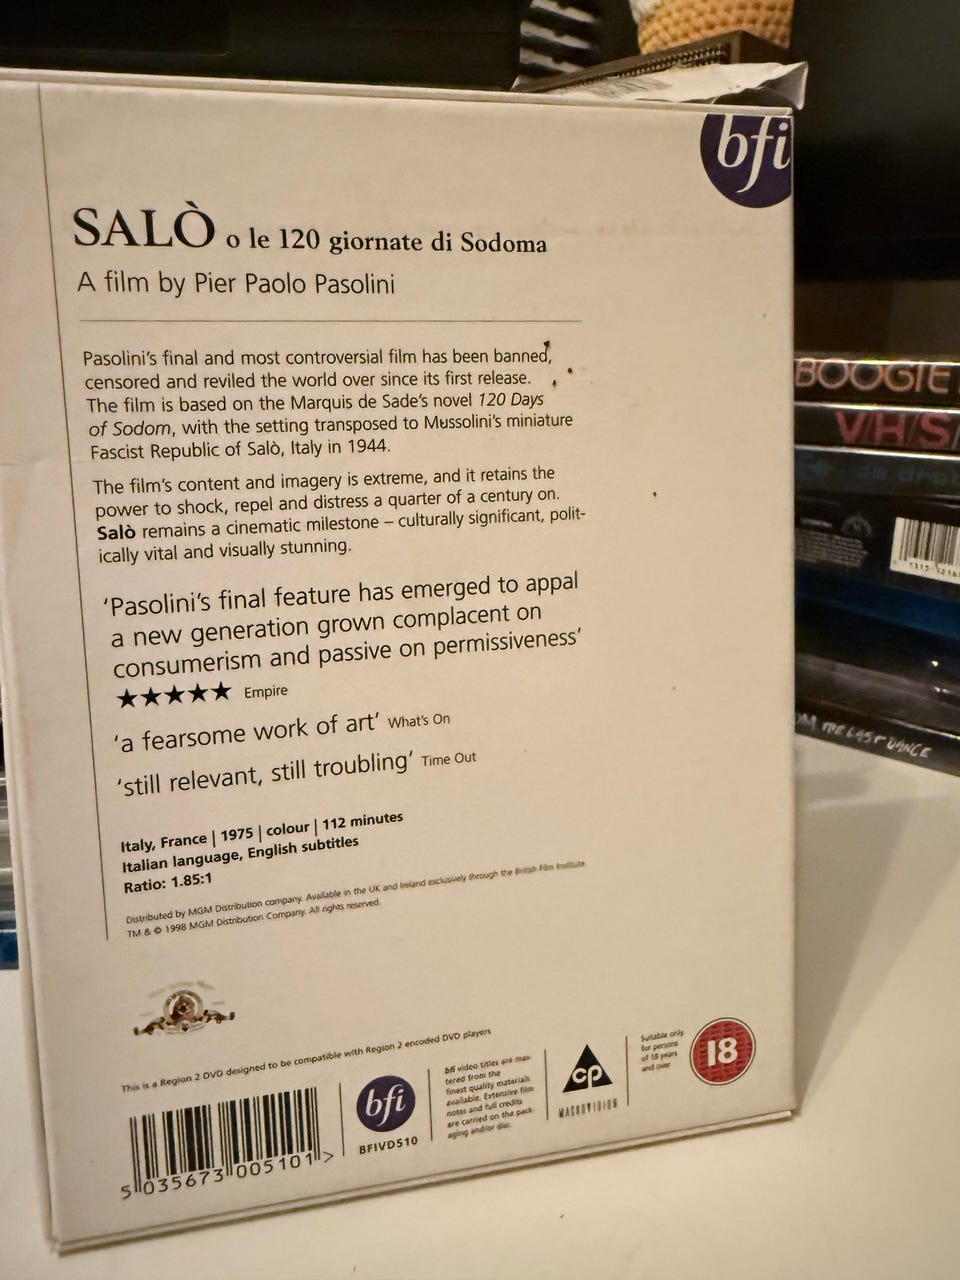 bfi
SALÒ o le 120 giornate di Sodoma
A film by Pier Paolo Pasolini
Pasolini's final and most controversial film has been banned,
censored and reviled the world over since its first release.
The film is based on the Marquis de Sade's novel 120 Days
of Sodom, with the setting transposed to Mussolini's miniature
Fascist Republic of Salò, Italy in 1944.
The film's content and imagery is extreme, and it retains the
power to shock, repel and distress a quarter of a century on.
Salò remains a cinematic milestone – culturally significant, polit-
ically vital and visually stunning.
'Pasolini's final feature has emerged to appal
a new generation grown complacent on
consumerism and passive on permissiveness'
★★★★★ Empire
'a fearsome work of art' What's On
'still relevant, still troubling' Time Out
Italy, France | 1975 | colour | 112 minutes
Italian language, English subtitles
Ratio: 1.85:1
Distributed by MGM Distribution company. Available in the UK and Ireland exclusively through the British Film Institute
TM & © 1998 MGM Distribution Company. All rights reserved.
This is a Region 2 DVD designed to be compatible with Region 2 encoded DVD players
5 035673 005101 >
bfi
BFIVD510
bfi video titles are mas-
tered from the
finest quality materials
available. Extensive film
notes and full credits
are carried on the pack-
aging and/or disc.
cp
MACROVISION
Suitable only
for persons
of 18 years
and over
18
BOOGIE
V/H/S/
THE LAST DANCE